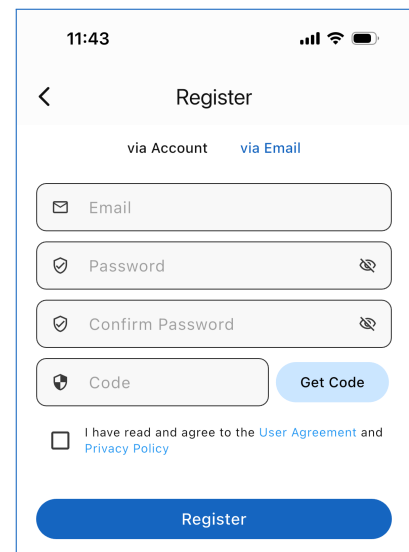 11:43
Register
via Account via Email
Email
Password
Confirm Password
Code Get Code
I have read and agree to the User Agreement and
Privacy Policy
Register